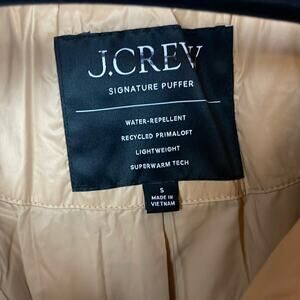 J.CREW
SIGNATURE PUFFER
WATER-REPELLENT
RECYCLED PRIMALOFT
LIGHTWEIGHT
SUPERWARM TECH
S
MADE IN
VIETNAM